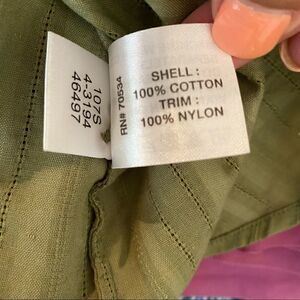 107S
4-3194
46497
RN# 70534
SHELL :
100% COTTON
TRIM :
100% NYLON